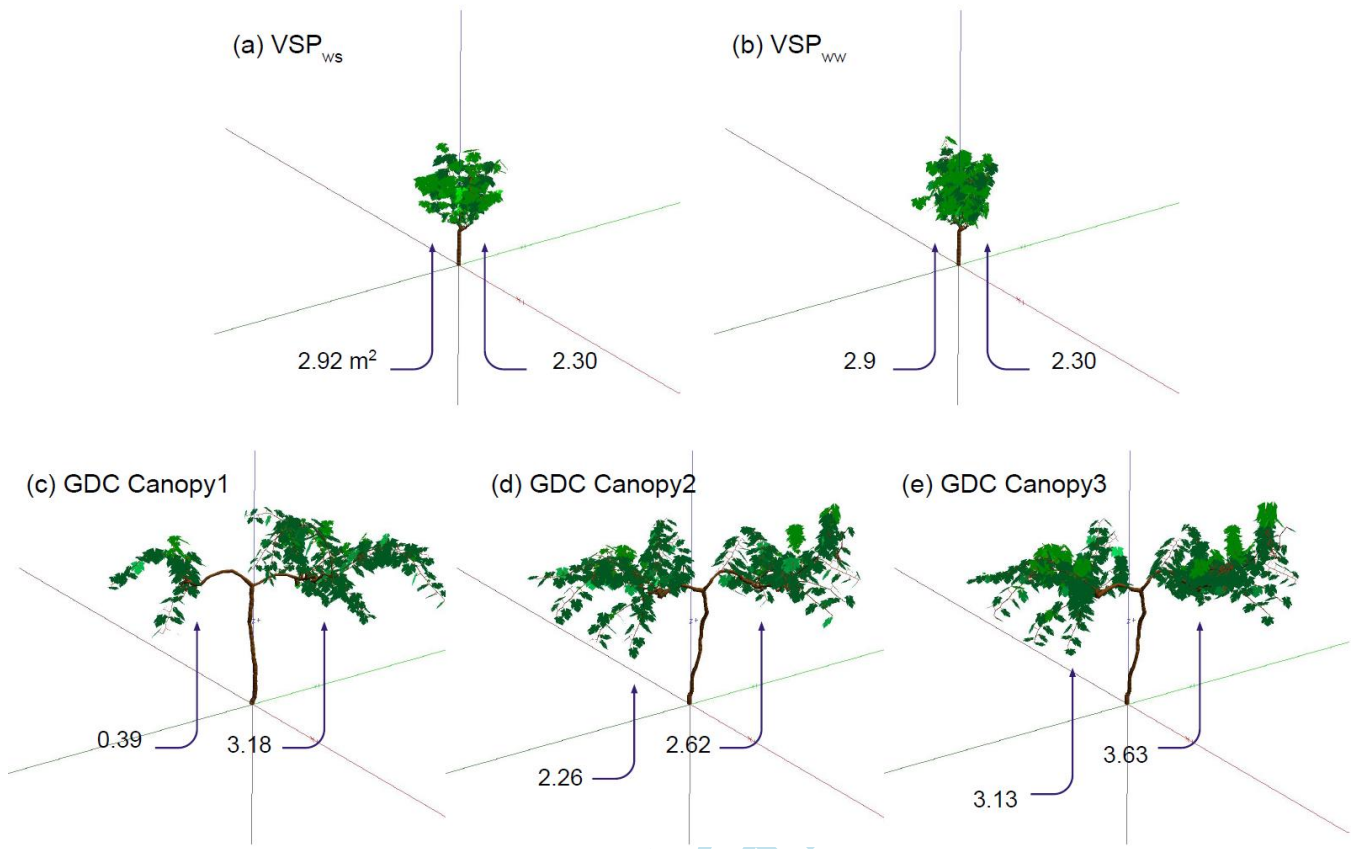 (a) VSPws
(b) VSPww
2.92 m²
2.30
2.9
2.30
(c) GDC Canopy1
(d) GDC Canopy2
(e) GDC Canopy3
0.39
3.18
2.26
2.62
3.13
3.63